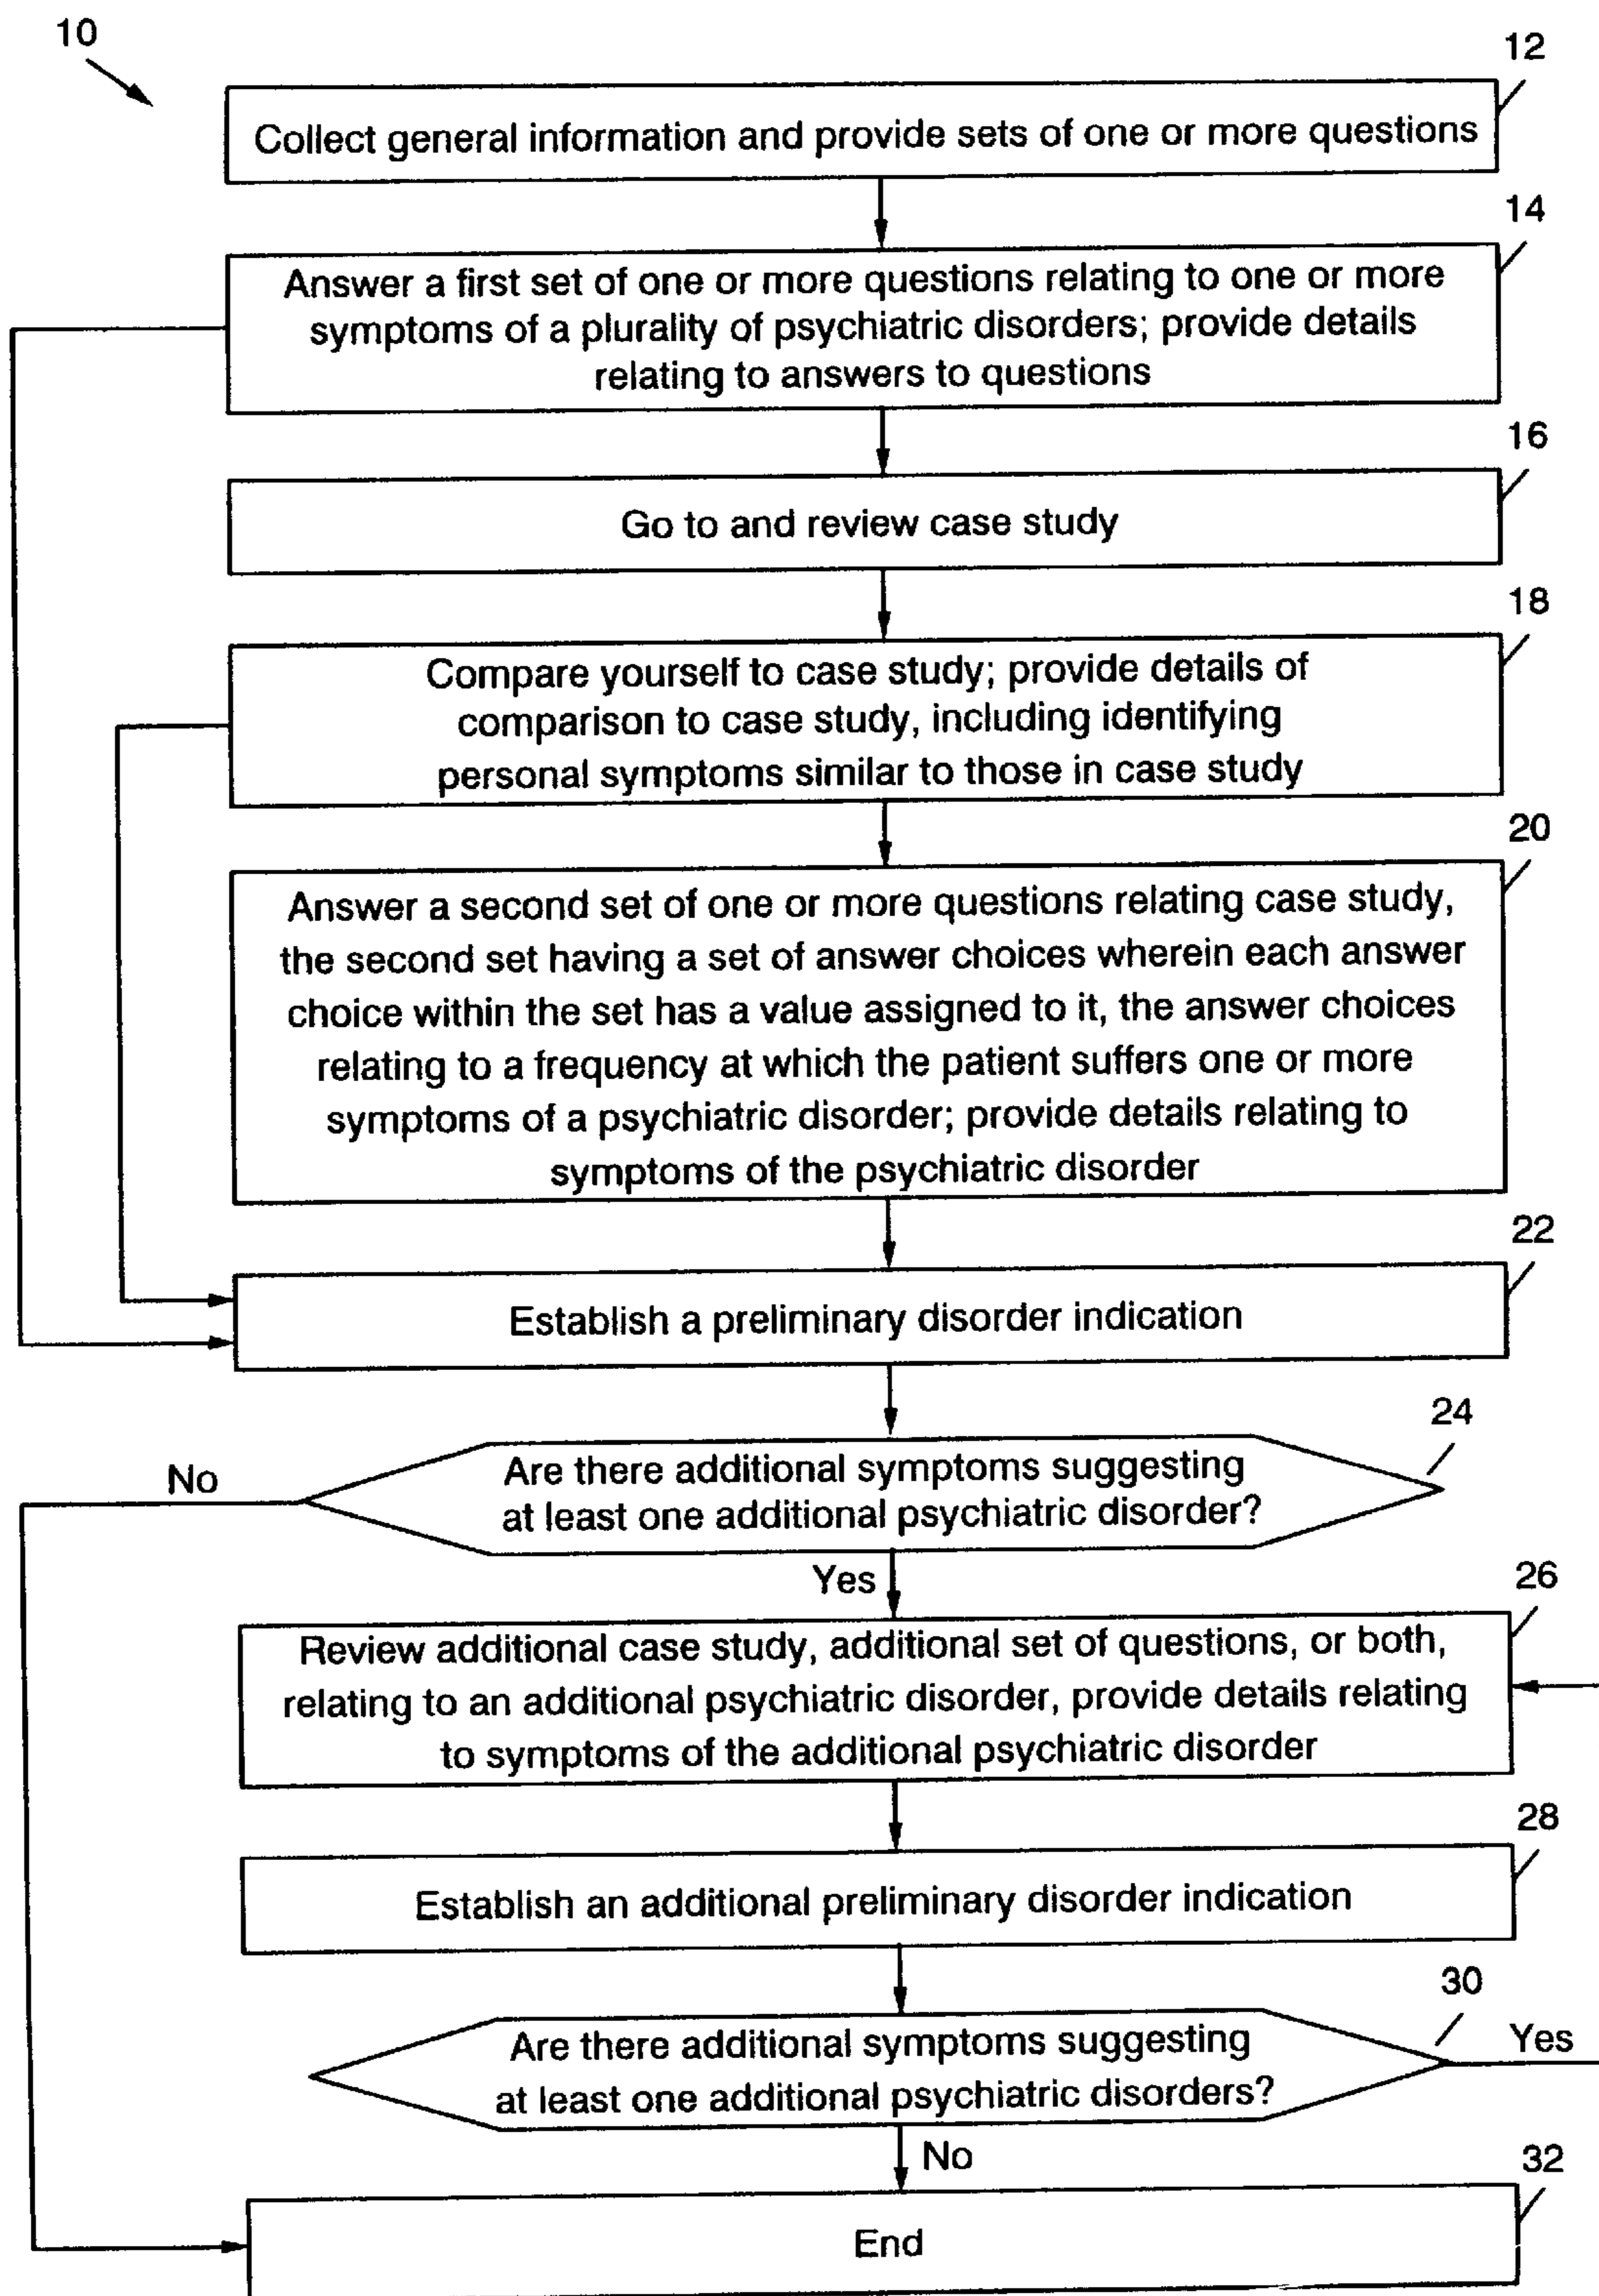 10
12
Collect general information and provide sets of one or more questions
14
Answer a first set of one or more questions relating to one or more
symptoms of a plurality of psychiatric disorders; provide details
relating to answers to questions
16
Go to and review case study
18
Compare yourself to case study; provide details of
comparison to case study, including identifying
personal symptoms similar to those in case study
20
Answer a second set of one or more questions relating case study,
the second set having a set of answer choices wherein each answer
choice within the set has a value assigned to it, the answer choices
relating to a frequency at which the patient suffers one or more
symptoms of a psychiatric disorder; provide details relating to
symptoms of the psychiatric disorder
22
Establish a preliminary disorder indication
24
No
Are there additional symptoms suggesting
at least one additional psychiatric disorder?
Yes
26
Review additional case study, additional set of questions, or both,
relating to an additional psychiatric disorder, provide details relating
to symptoms of the additional psychiatric disorder
28
Establish an additional preliminary disorder indication
30
Are there additional symptoms suggesting
at least one additional psychiatric disorders?
Yes
No
32
End